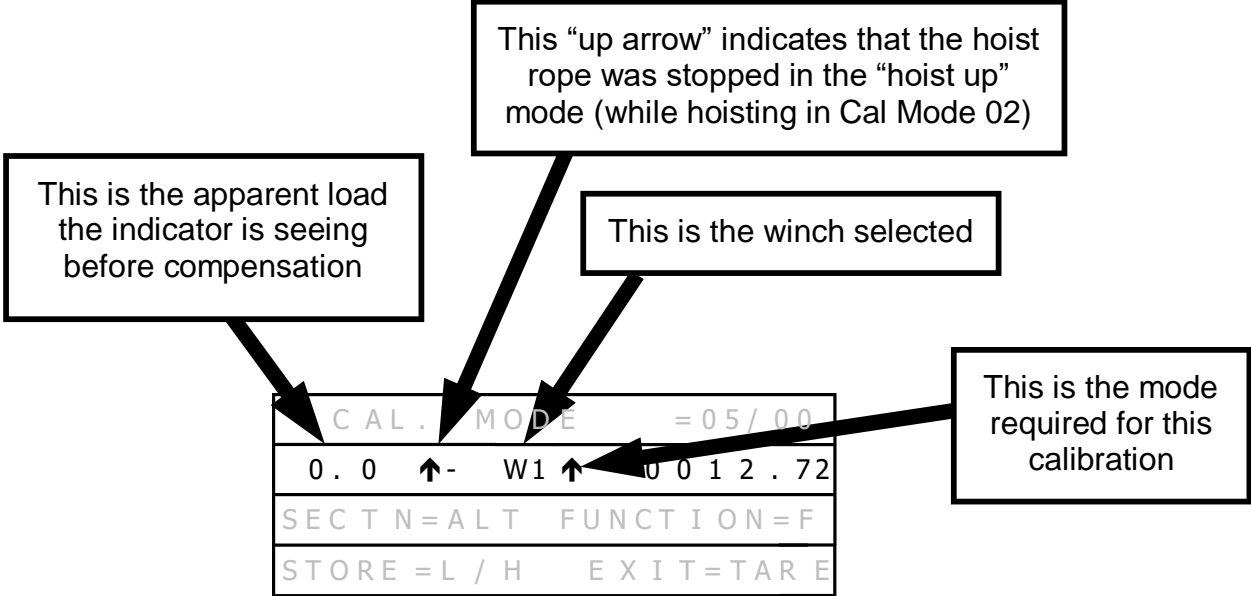 This “up arrow” indicates that the hoist
rope was stopped in the “hoist up”
mode (while hoisting in Cal Mode 02)
This is the apparent load
the indicator is seeing
before compensation
This is the winch selected
This is the mode
required for this
calibration
CAL. MODE =05/00
0.0 ↑- W1 ↑ 0012.72
SECTN=ALT FUNCTION=F
STORE=L/H EXIT=TARE